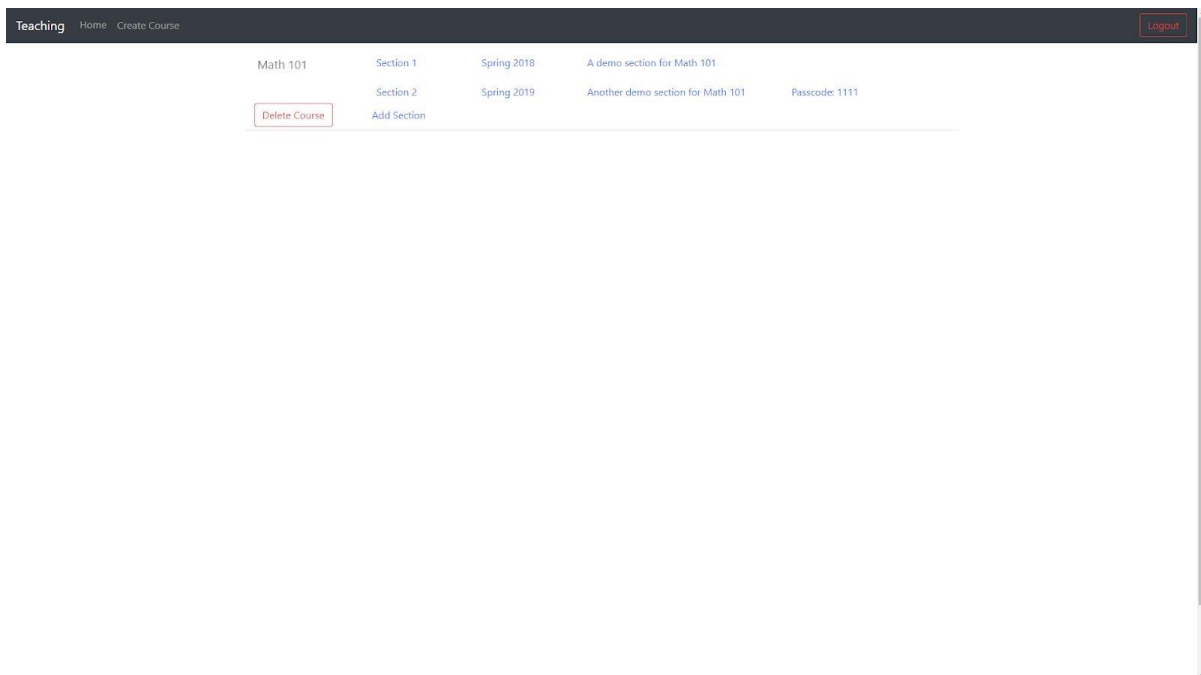 Teaching Home Create Course Logout
Math 101 Section 1 Spring 2018 A demo section for Math 101
Section 2 Spring 2019 Another demo section for Math 101 Passcode: 1111
Delete Course Add Section